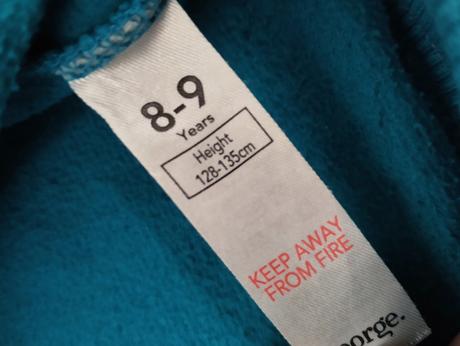 8-9
Years
Height
128-135cm
KEEP AWAY
FROM FIRE